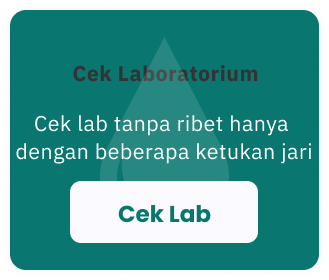 Cek Laboratorium
Cek lab tanpa ribet hanya
dengan beberapa ketukan jari
Cek Lab